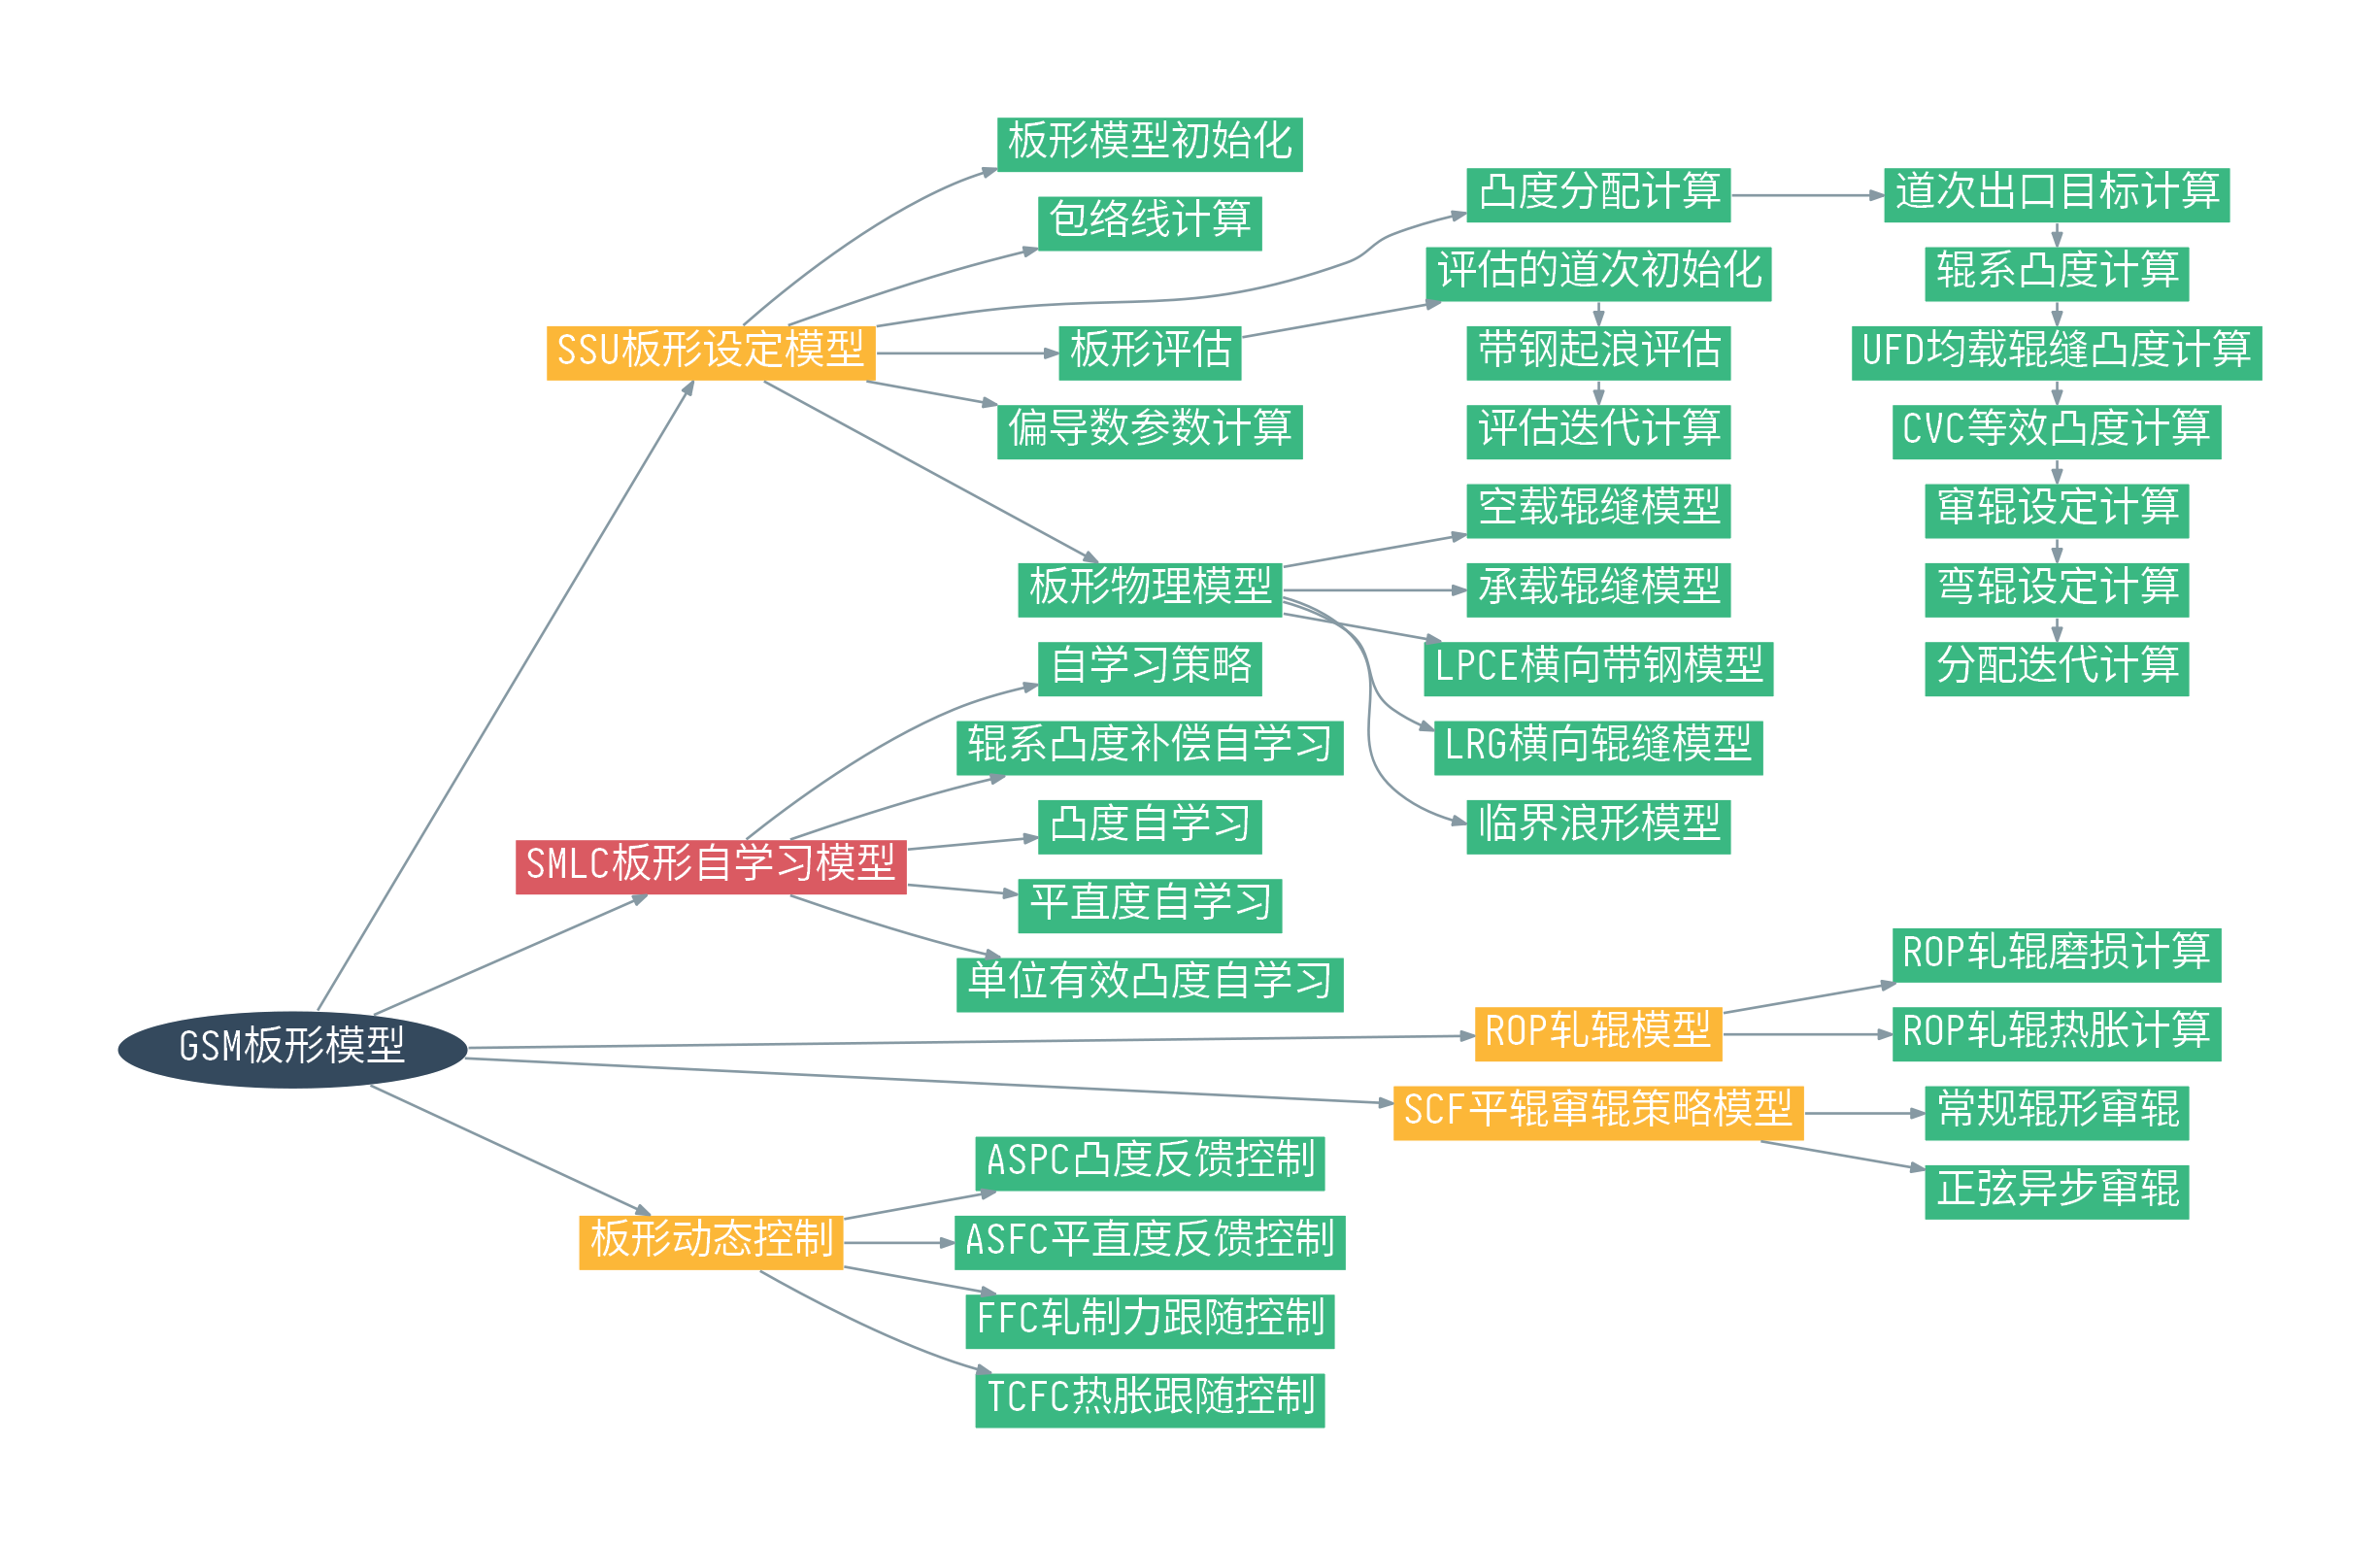 板形模型初始化
包络线计算
凸度分配计算
道次出口目标计算
评估的道次初始化
辊系凸度计算
SSU板形设定模型
板形评估
带钢起浪评估
UFD均载辊缝凸度计算
偏导数参数计算
评估迭代计算
CVC等效凸度计算
空载辊缝模型
窜辊设定计算
板形物理模型
承载辊缝模型
弯辊设定计算
自学习策略
LPCE横向带钢模型
分配迭代计算
辊系凸度补偿自学习
LRG横向辊缝模型
凸度自学习
临界浪形模型
SMLC板形自学习模型
平直度自学习
单位有效凸度自学习
ROP轧辊磨损计算
GSM板形模型
ROP轧辊模型
ROP轧辊热胀计算
SCF平辊窜辊策略模型
常规辊形窜辊
ASPC凸度反馈控制
正弦异步窜辊
板形动态控制
ASFC平直度反馈控制
FFC轧制力跟随控制
TCFC热胀跟随控制